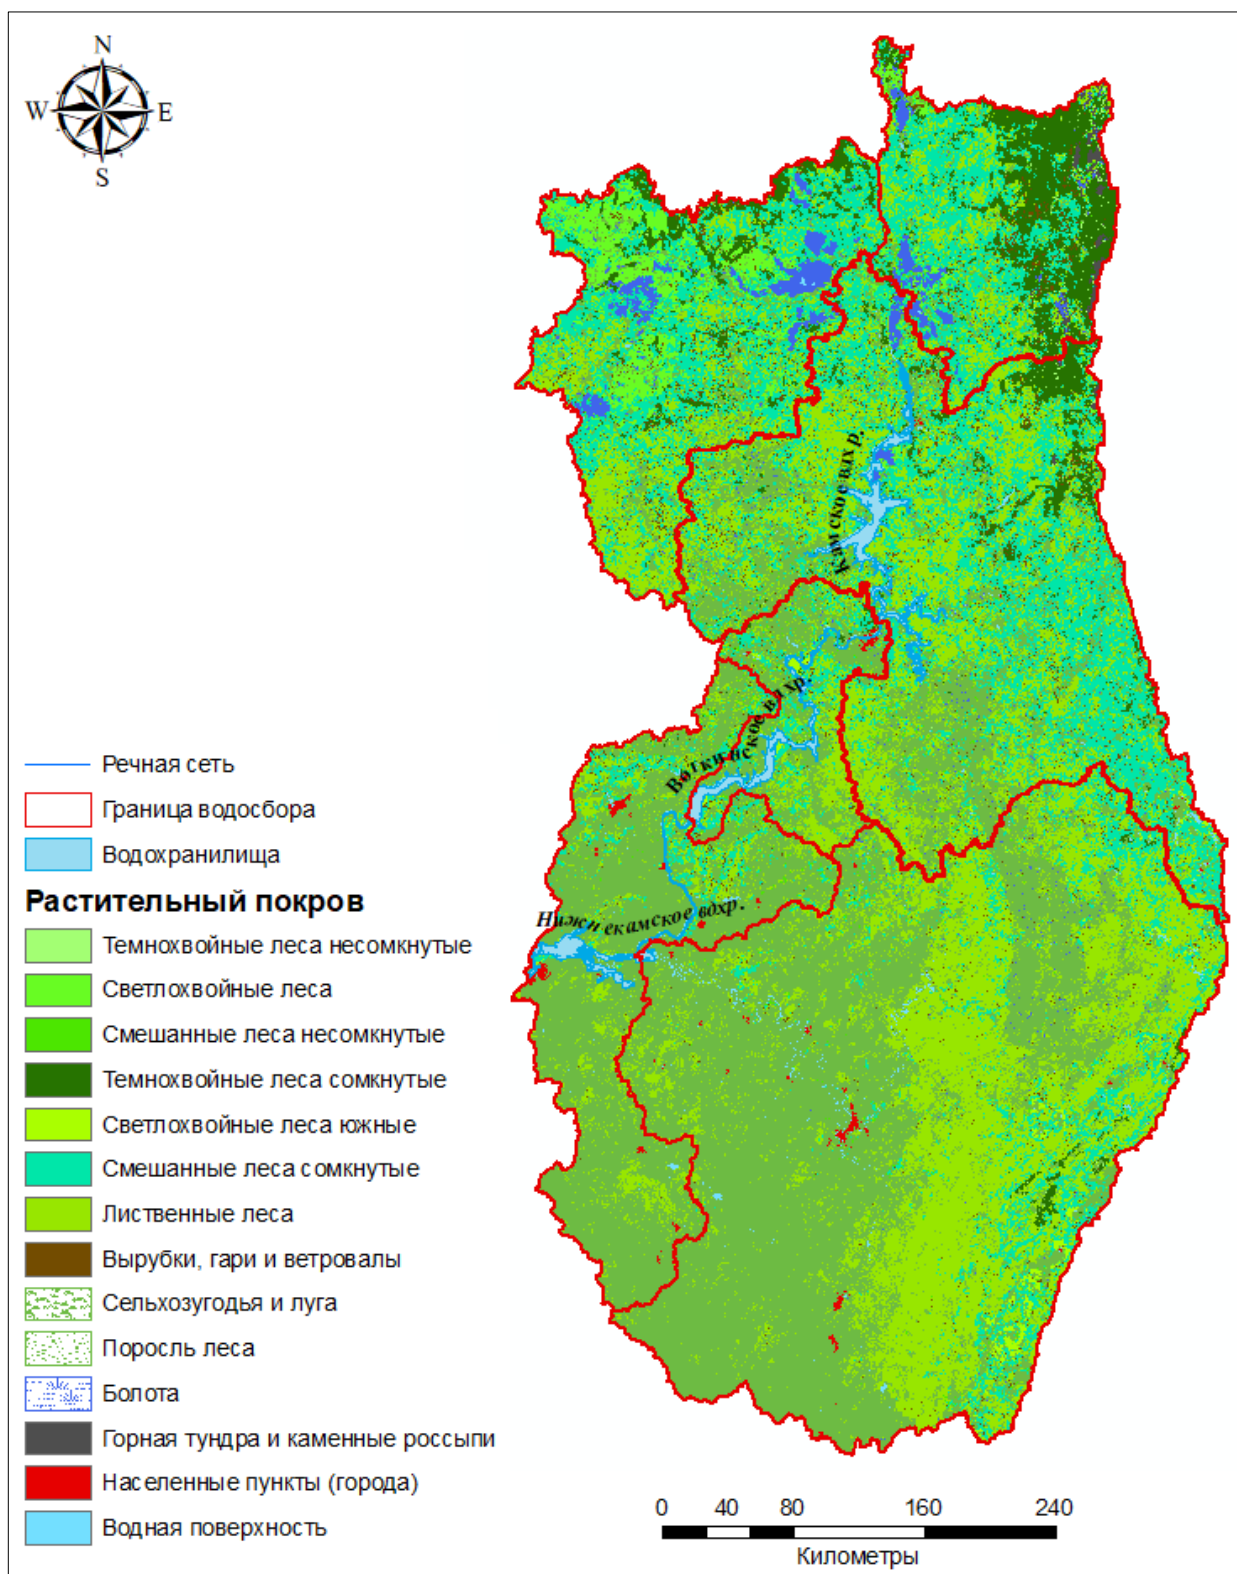 N
W E
S
Камское вдхр.
Воткинское вдхр.
Нижнекамское вдхр.
Речная сеть
Граница водосбора
Водохранилища
Растительный покров
Темнохвойные леса несомкнутые
Светлохвойные леса
Смешанные леса несомкнутые
Темнохвойные леса сомкнутые
Светлохвойные леса южные
Смешанные леса сомкнутые
Лиственные леса
Вырубки, гари и ветровалы
Сельхозугодья и луга
Поросль леса
Болота
Горная тундра и каменные россыпи
Населенные пункты (города)
Водная поверхность
0 40 80 160 240
Километры